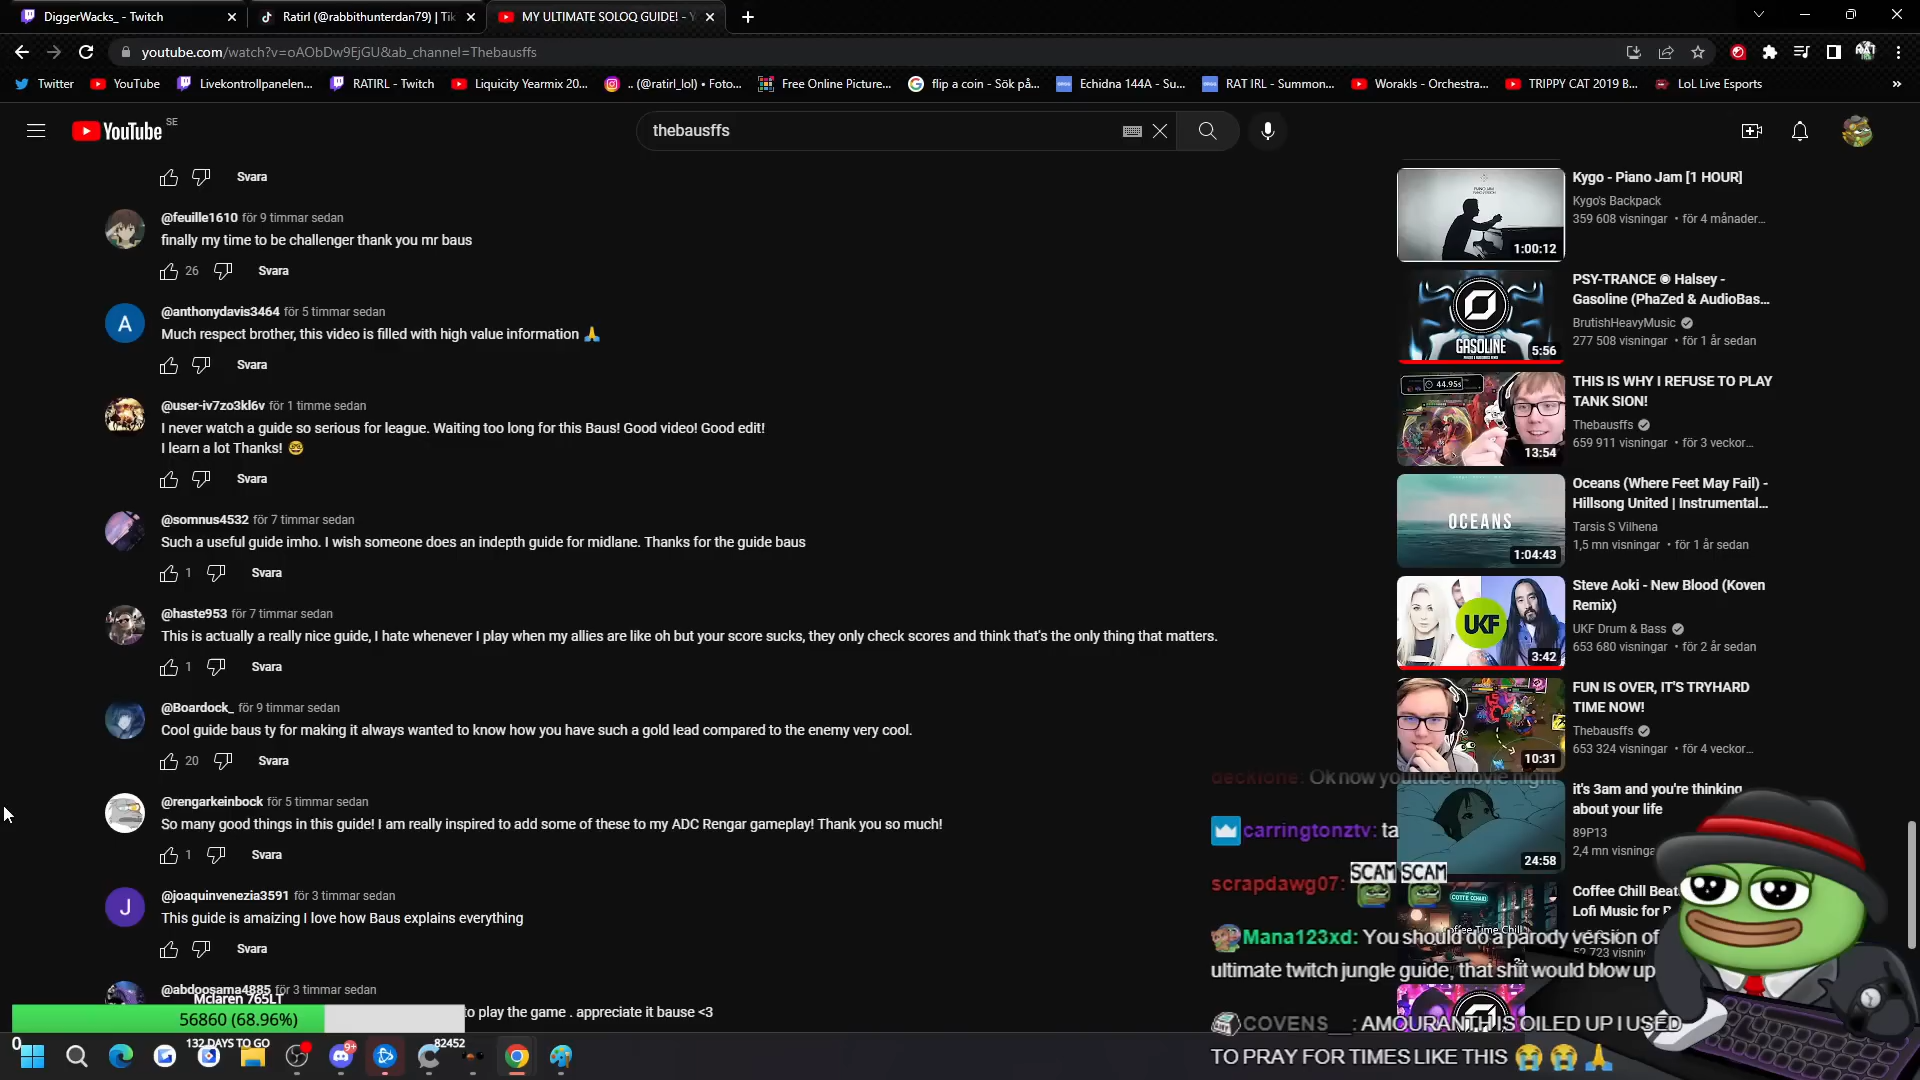 DiggerWacks_ - Twitch
Ratirl (@rabbithunterdan79) | Tik
MY ULTIMATE SOLOQ GUIDE! - Y
youtube.com/watch?v=oAObDw9EjGU&ab_channel=Thebausffs
Twitter
YouTube
Livekontrollpanelen...
RATIRL - Twitch
Liquicity Yearmix 20...
.. (@ratirl_lol) • Foto...
Free Online Picture...
flip a coin - Sök på...
Echidna 144A - Su...
RAT IRL - Summon...
Worakls - Orchestra...
TRIPPY CAT 2019 B...
LoL Live Esports
YouTube SE
thebausffs
Svara
@feuille1610 för 9 timmar sedan
finally my time to be challenger thank you mr baus
26 Svara
@anthonydavis3464 för 5 timmar sedan
A
Much respect brother, this video is filled with high value information 🙏
Svara
@user-iv7zo3kl6v för 1 timme sedan
I never watch a guide so serious for league. Waiting too long for this Baus! Good video! Good edit!
I learn a lot Thanks! 🤓
Svara
@somnus4532 för 7 timmar sedan
Such a useful guide imho. I wish someone does an indepth guide for midlane. Thanks for the guide baus
1 Svara
@haste953 för 7 timmar sedan
This is actually a really nice guide, I hate whenever I play when my allies are like oh but your score sucks, they only check scores and think that's the only thing that matters.
1 Svara
@Boardock_ för 9 timmar sedan
Cool guide baus ty for making it always wanted to know how you have such a gold lead compared to the enemy very cool.
20 Svara
@rengarkeinbock för 5 timmar sedan
So many good things in this guide! I am really inspired to add some of these to my ADC Rengar gameplay! Thank you so much!
1 Svara
@joaquinvenezia3591 för 3 timmar sedan
J
This guide is amaizing I love how Baus explains everything
Svara
@abdoosama4885 för 3 timmar sedan
to play the game . appreciate it bause <3
Mclaren 765LT
56860 (68.96%)
0
132 DAYS TO GO
82452
9+
Kygo - Piano Jam [1 HOUR]
Kygo's Backpack
359 608 visningar • för 4 månader...
PIANO JAM
1:00:12
PSY-TRANCE ◉ Halsey -
Gasoline (PhaZed & AudioBas...
BrutishHeavyMusic
277 508 visningar • för 1 år sedan
GASOLINE
5:56
THIS IS WHY I REFUSE TO PLAY
TANK SION!
Thebausffs
659 911 visningar • för 3 veckor...
44.95s
13:54
Oceans (Where Feet May Fail) -
Hillsong United | Instrumental...
Tarsis S Vilhena
1,5 mn visningar • för 1 år sedan
OCEANS
1:04:43
Steve Aoki - New Blood (Koven
Remix)
UKF Drum & Bass
653 680 visningar • för 2 år sedan
UKF
3:42
FUN IS OVER, IT'S TRYHARD
TIME NOW!
Thebausffs
653 324 visningar • för 4 veckor...
10:31
it's 3am and you're thinking
about your life
89P13
2,4 mn visninga
24:58
Coffee Chill Beat
Lofi Music for
52 723 visnin
Coffee Time Chill
Ok now youtube movie night
carringtonztv: ta
scrapdawg07: SCAM SCAM
Mana123xd: You should do a parody version of
ultimate twitch jungle guide, that shit would blow up
COVENS__: AMOURANTH IS OILED UP I USED
TO PRAY FOR TIMES LIKE THIS 😭 😭 🙏